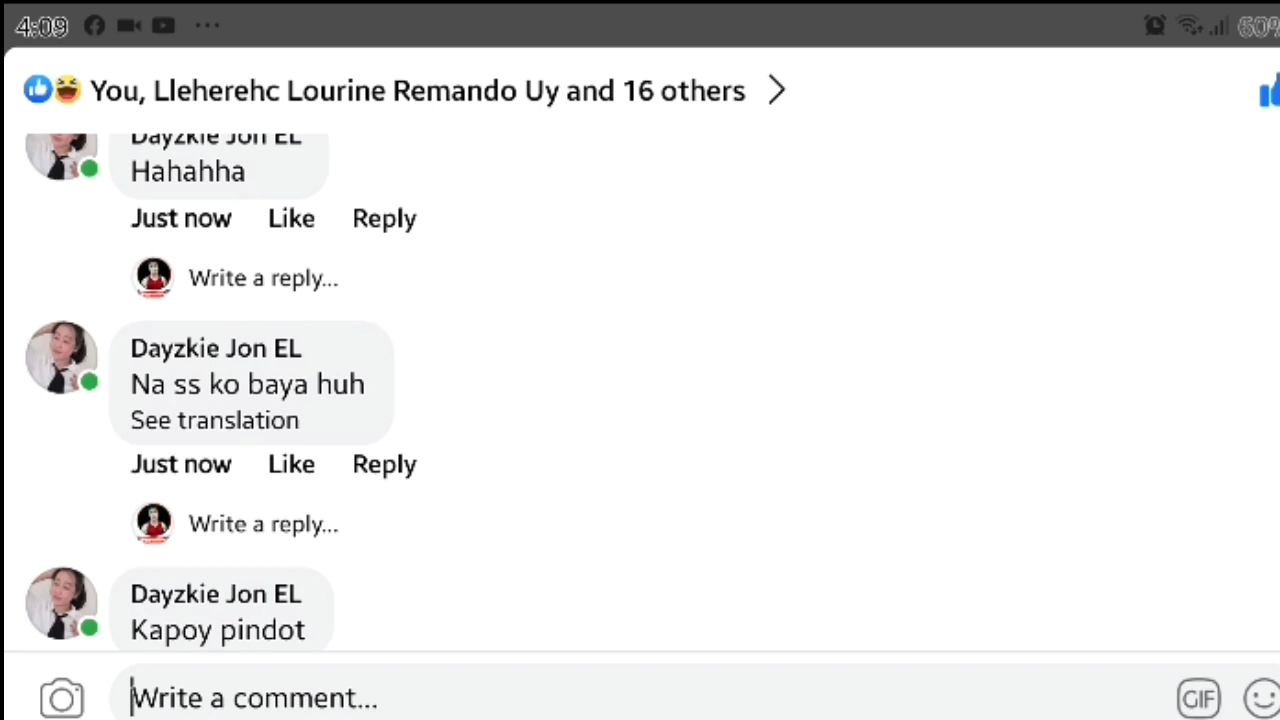 4:09
60%
You, Lleherehc Lourine Remando Uy and 16 others
Dayzkie Jon EL
Hahahha
Just now Like Reply
Write a reply...
Dayzkie Jon EL
Na ss ko baya huh
See translation
Just now Like Reply
Write a reply...
Dayzkie Jon EL
Kapoy pindot
Write a comment...
GIF